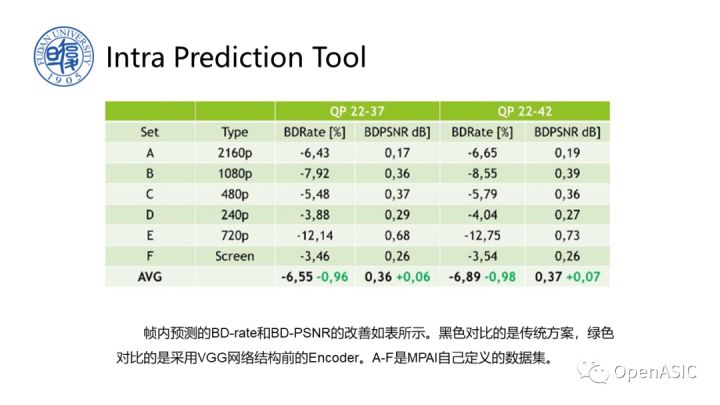 FUDAN UNIVERSITY
1905
Intra Prediction Tool
QP 22-37 QP 22-42
Set Type BDRate [%] BDPSNR dB] BDRate [%] BDPSNR dB]
A 2160p -6,43 0,17 -6,65 0,19
B 1080p -7,92 0,36 -8,55 0,39
C 480p -5,48 0,37 -5,79 0,36
D 240p -3,88 0,29 -4,04 0,27
E 720p -12,14 0,68 -12,75 0,73
F Screen -3,46 0,26 -3,54 0,26
AVG -6,55 -0,96 0,36 +0,06 -6,89 -0,98 0,37 +0,07
帧内预测的BD-rate和BD-PSNR的改善如表所示。黑色对比的是传统方案，绿色
对比的是采用VGG网络结构前的Encoder。A-F是MPAI自己定义的数据集。
OpenASIC